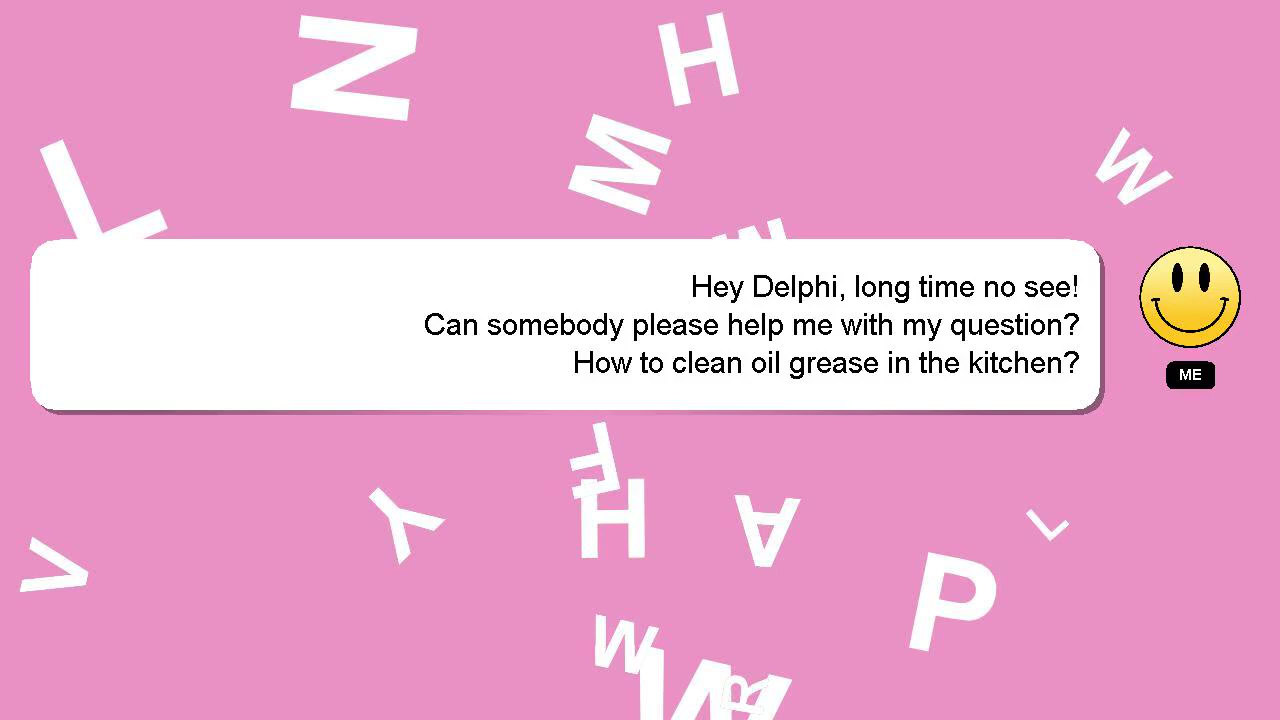 Z
H
M
W
L
W
Hey Delphi, long time no see!
Can somebody please help me with my question?
How to clean oil grease in the kitchen?
ME
F
H
Y
A
L
V
P
W
W
R